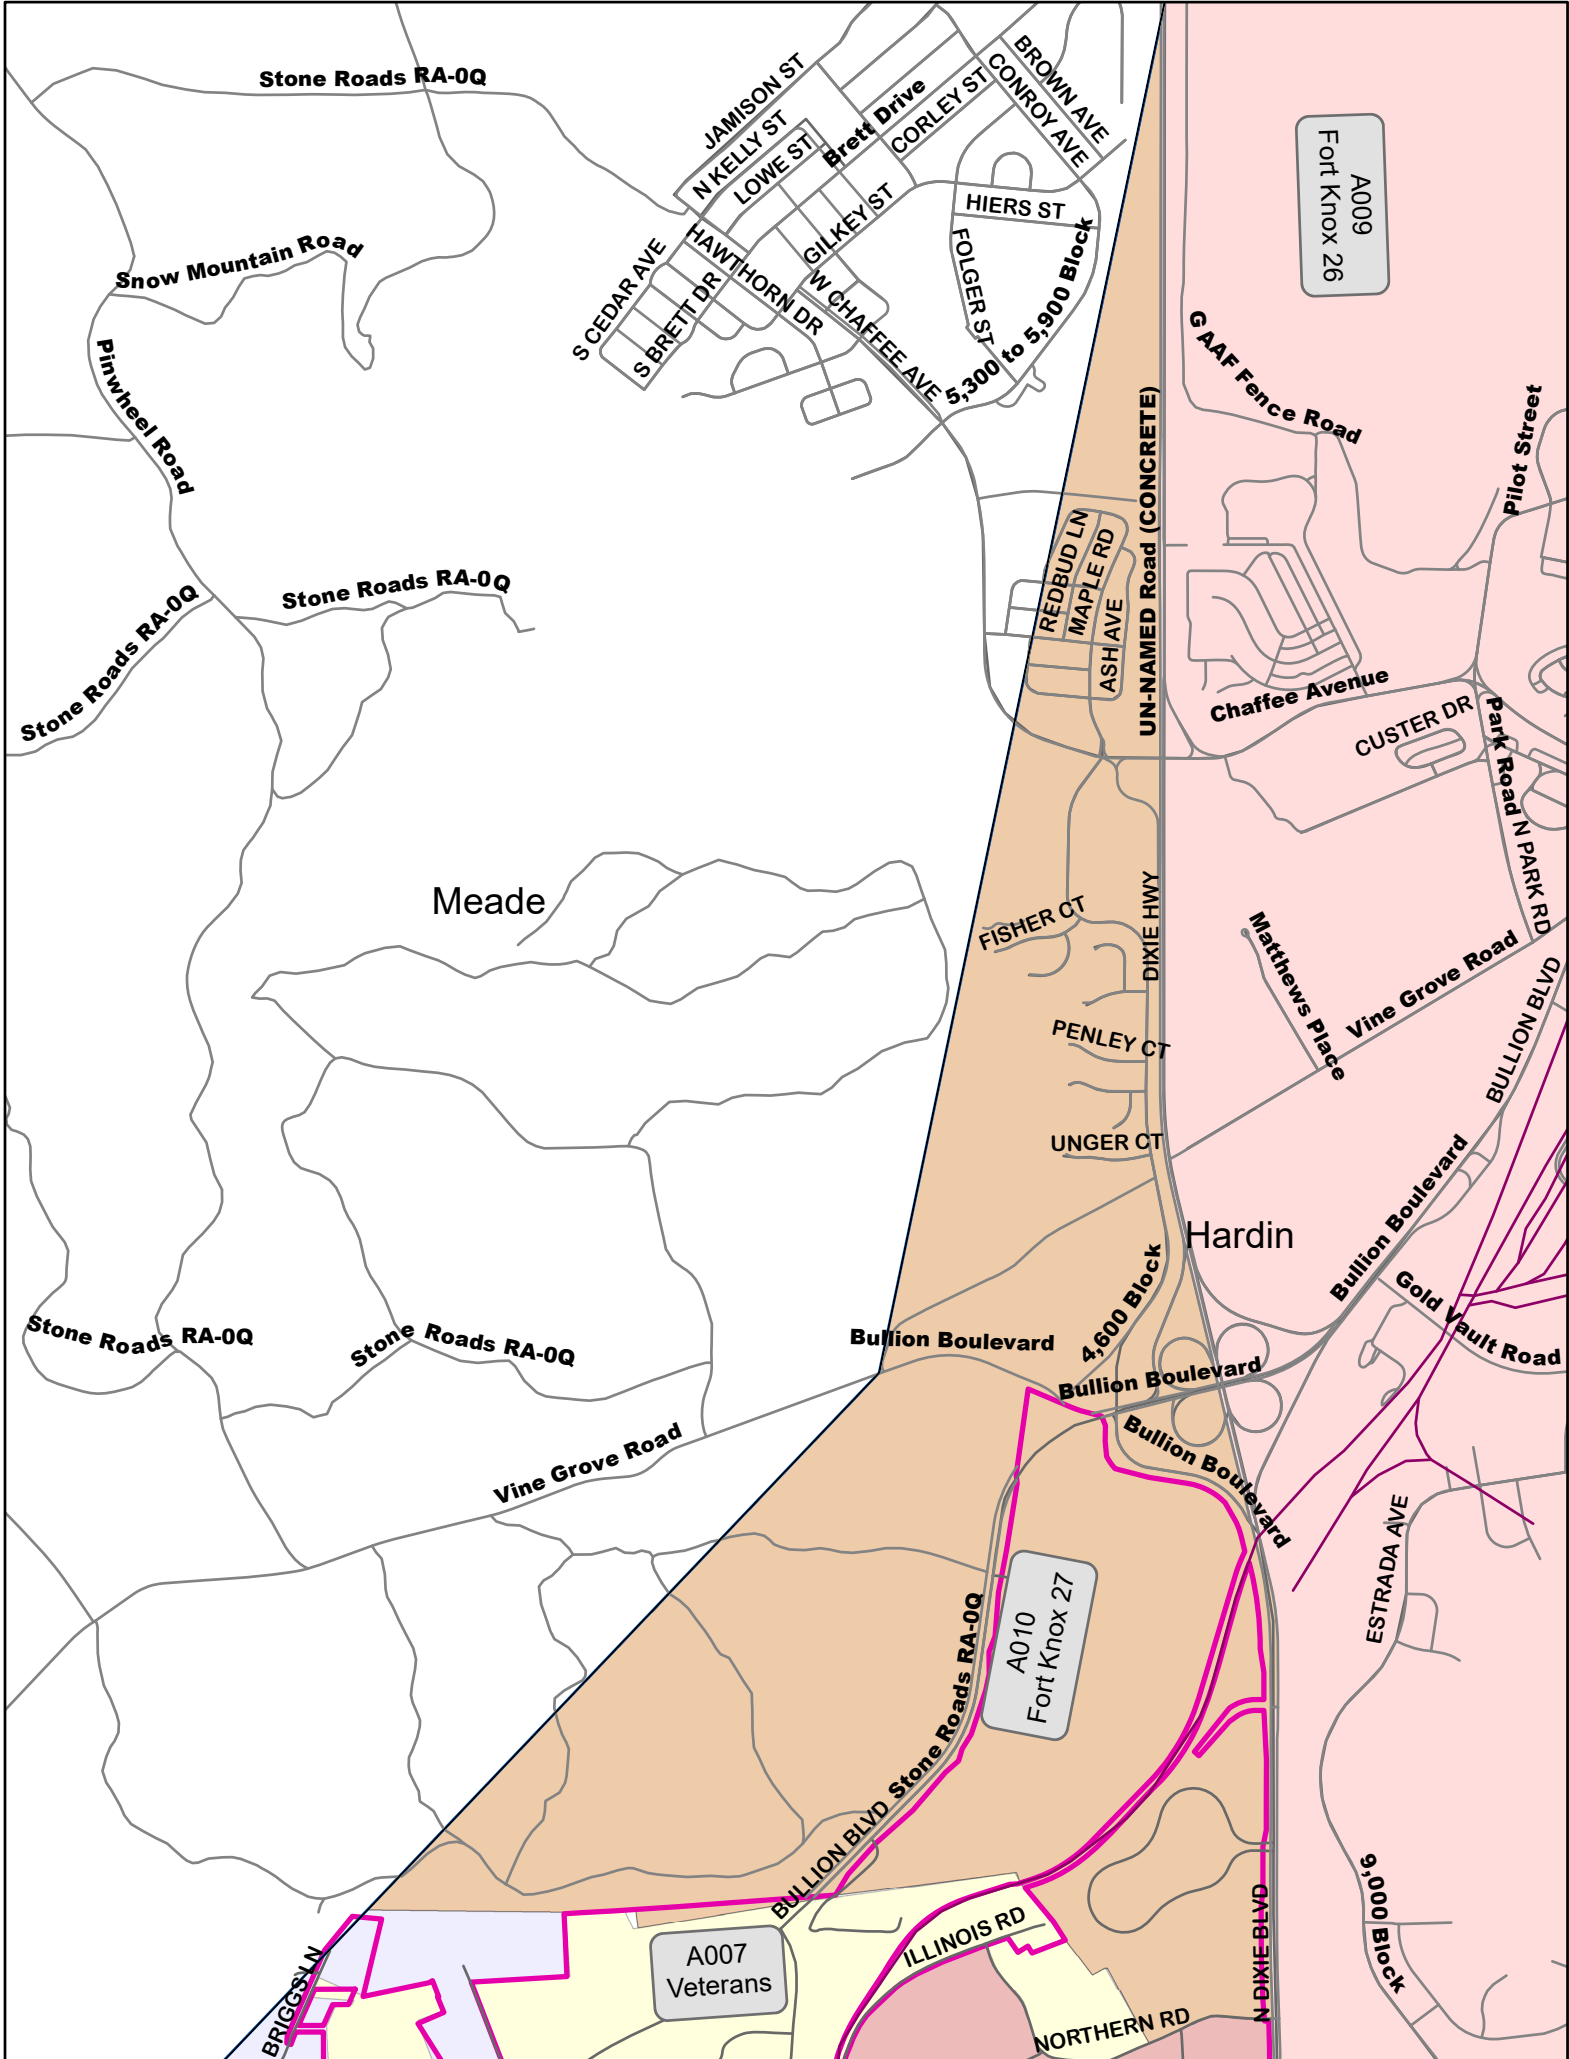 Stone Roads RA-0Q
JAMISON ST
N KELLY ST
LOWE ST
Brett Drive
CORLEY ST
CONROY AVE
BROWN AVE
HIERS ST
GILKEY ST
FOLGER ST
HAWTHORN DR
W CHAFFEE AVE
S CEDAR AVE
S BRETT DR
5,300 to 5,900 Block
A009
Fort Knox 26
Snow Mountain Road
Pinwheel Road
G AAF Fence Road
Pilot Street
UN-NAMED Road (CONCRETE)
REDBUD LN
MAPLE RD
ASH AVE
Stone Roads RA-0Q
Stone Roads RA-0Q
Chaffee Avenue
CUSTER DR
Park Road
N PARK RD
Meade
FISHER CT
DIXIE HWY
Matthews Place
Vine Grove Road
BULLION BLVD
PENLEY CT
UNGER CT
Hardin
Bullion Boulevard
4,600 Block
Gold Vault Road
Stone Roads RA-0Q
Stone Roads RA-0Q
Bullion Boulevard
Bullion Boulevard
Bullion Boulevard
Vine Grove Road
ESTRADA AVE
A010
Fort Knox 27
Stone Roads RA-0Q
BULLION BLVD
9,000 Block
N DIXIE BLVD
ILLINOIS RD
A007
Veterans
BRIGGS LN
NORTHERN RD